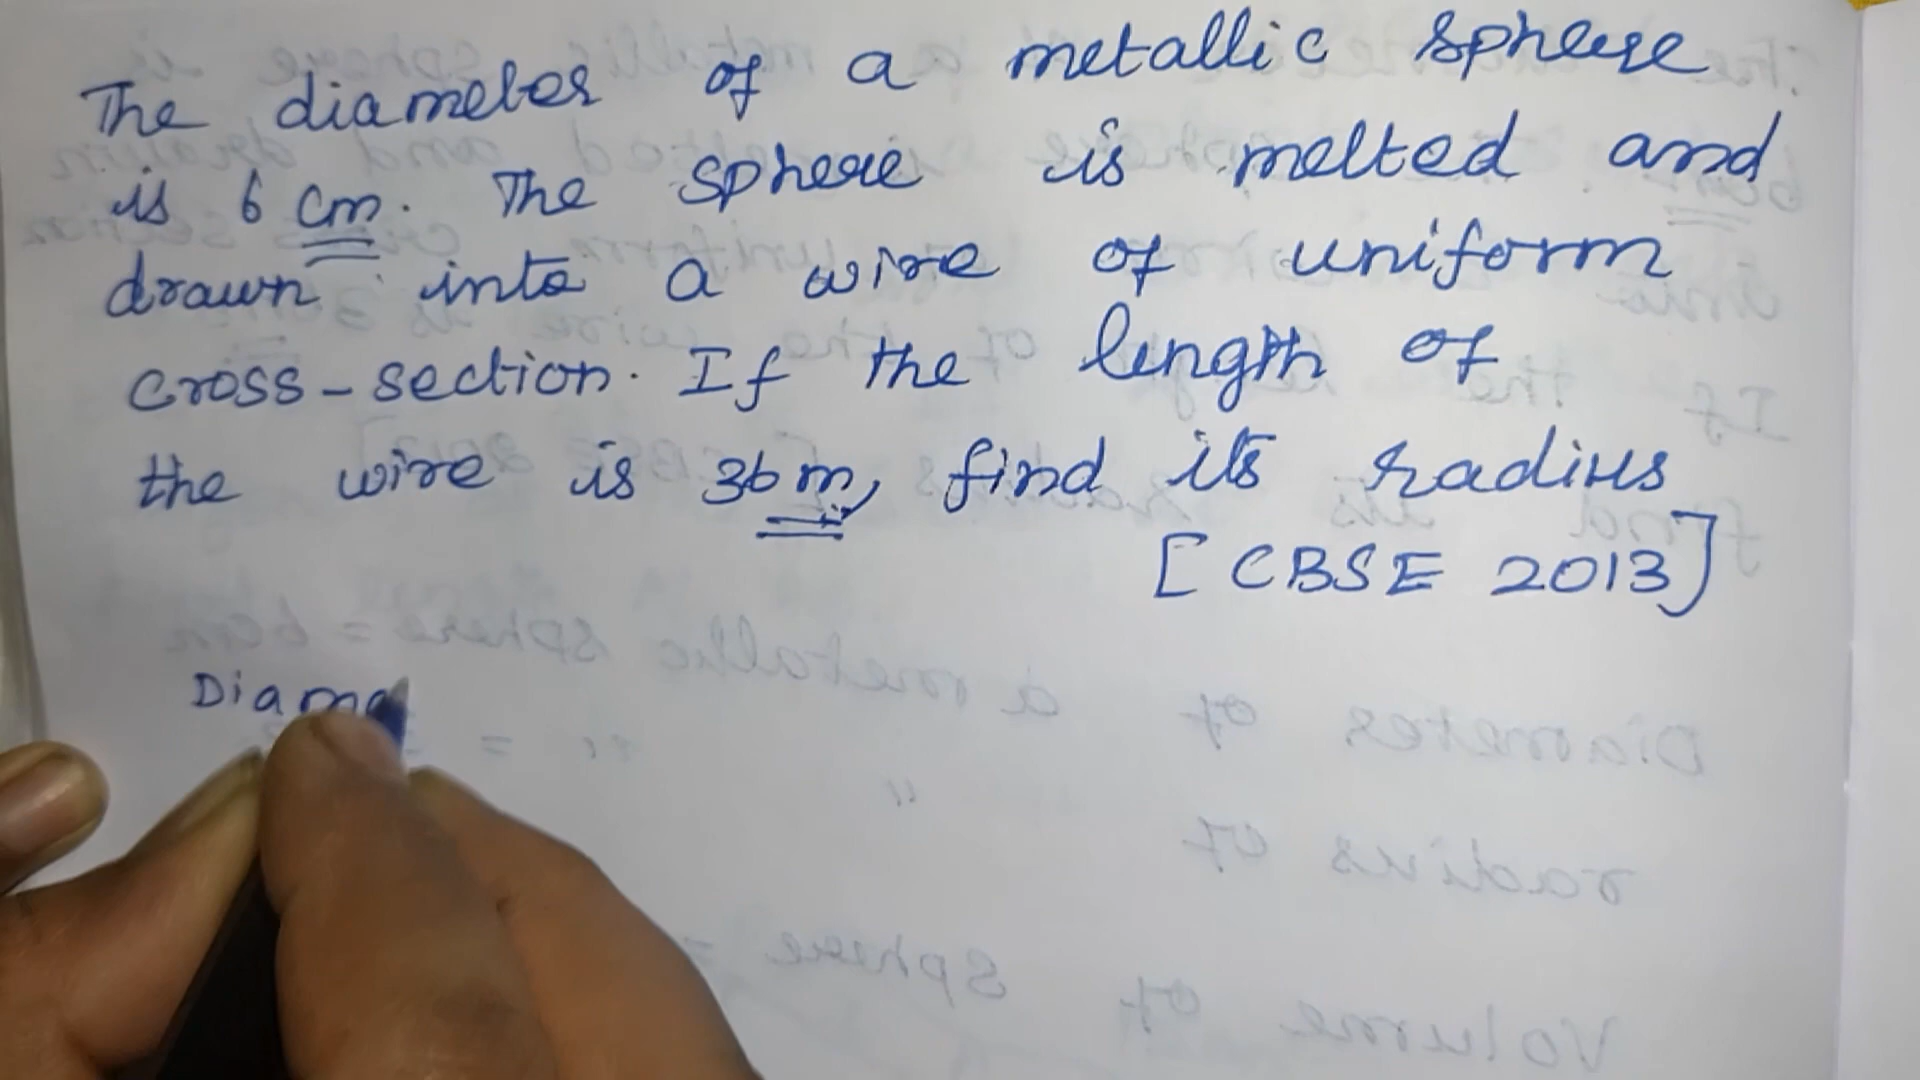 The diameter of a metallic sphere
is 6 cm. The sphere is melted and
drawn into a wire of uniform
cross-section. If the length of
the wire is 36 m, find its radius
[CBSE 2013]
Diame